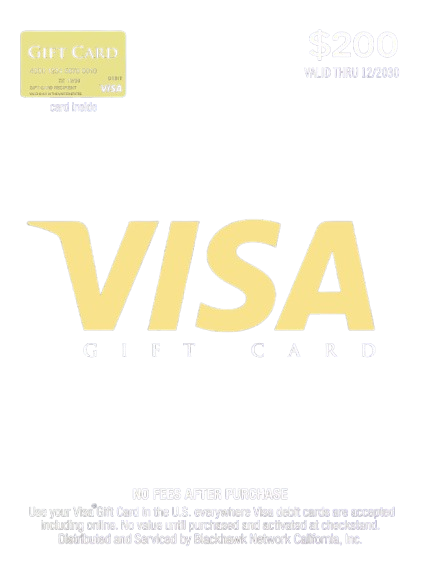 GIFT CARD
VISA
card inside
$200
VALID THRU 12/2030
VISA
GIFT CARD
NO FEES AFTER PURCHASE
Use your Visa® Gift Card in the U.S. everywhere Visa debit cards are accepted
including online. No value until purchased and activated at checkstand.
Distributed and Serviced by Blackhawk Network California, Inc.